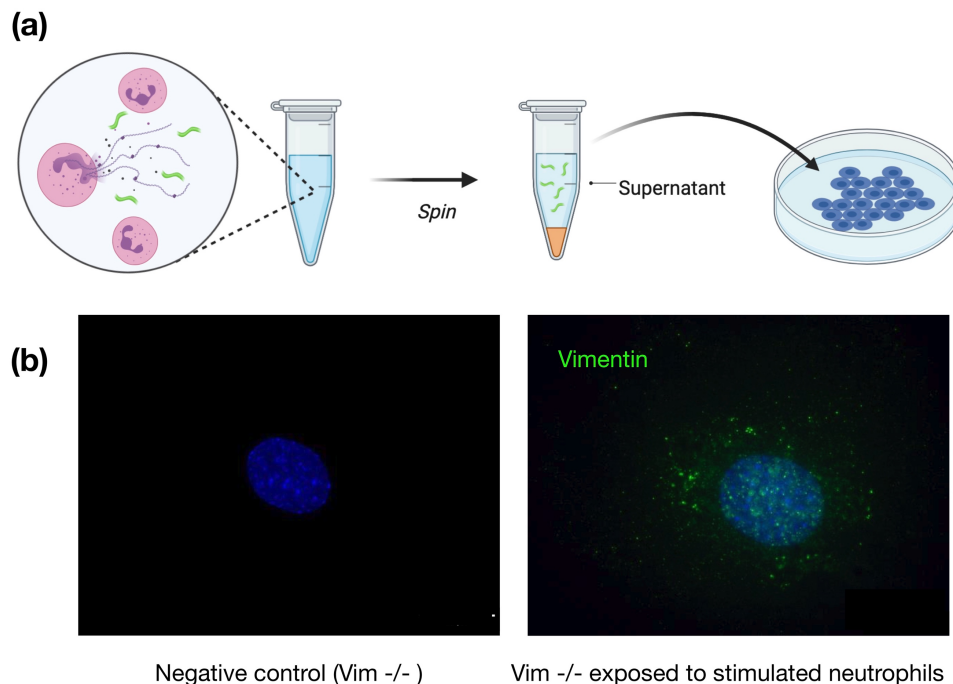 (a)
Spin
Supernatant
(b)
Vimentin
Negative control (Vim -/- )
Vim -/- exposed to stimulated neutrophils